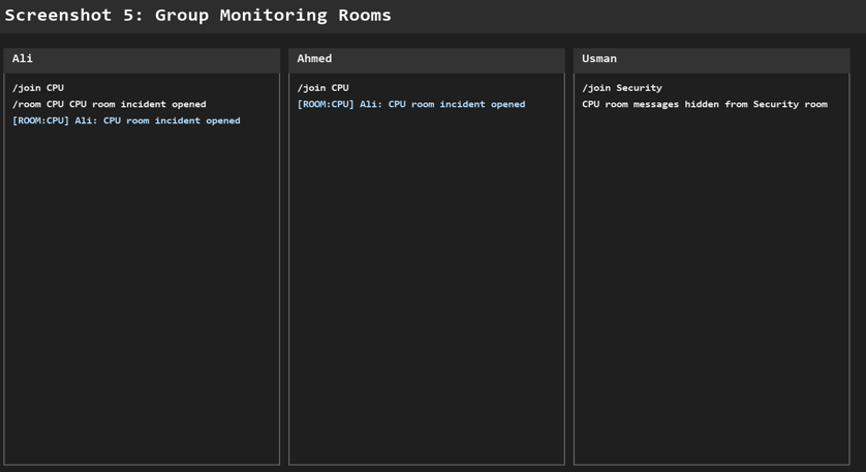 Screenshot 5: Group Monitoring Rooms
Ali
/join CPU
/room CPU CPU room incident opened
[ROOM:CPU] Ali: CPU room incident opened
Ahmed
/join CPU
[ROOM:CPU] Ali: CPU room incident opened
Usman
/join Security
CPU room messages hidden from Security room